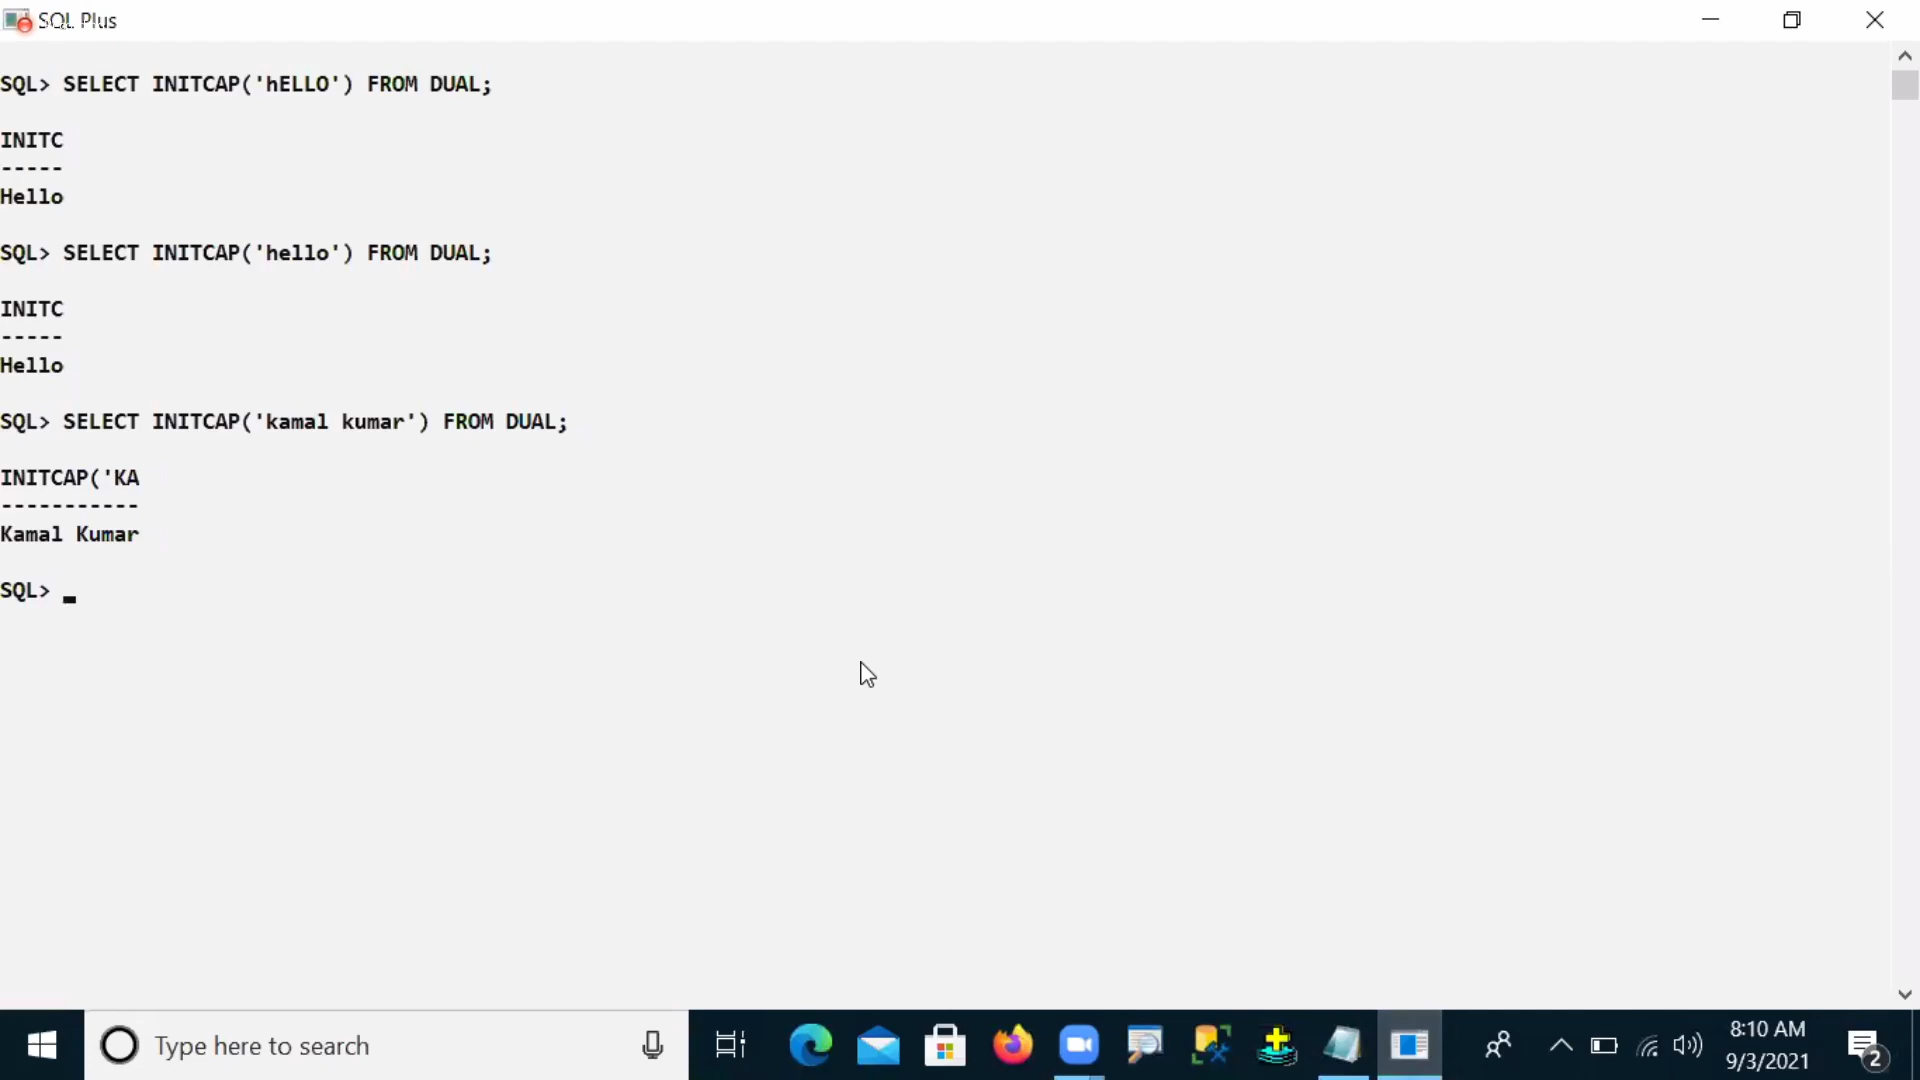 SQL Plus
SQL> SELECT INITCAP('hELLO') FROM DUAL;
INITC
-----
Hello
SQL> SELECT INITCAP('hello') FROM DUAL;
INITC
-----
Hello
SQL> SELECT INITCAP('kamal kumar') FROM DUAL;
INITCAP('KA
-----------
Kamal Kumar
SQL>
Type here to search
8:10 AM
9/3/2021
2